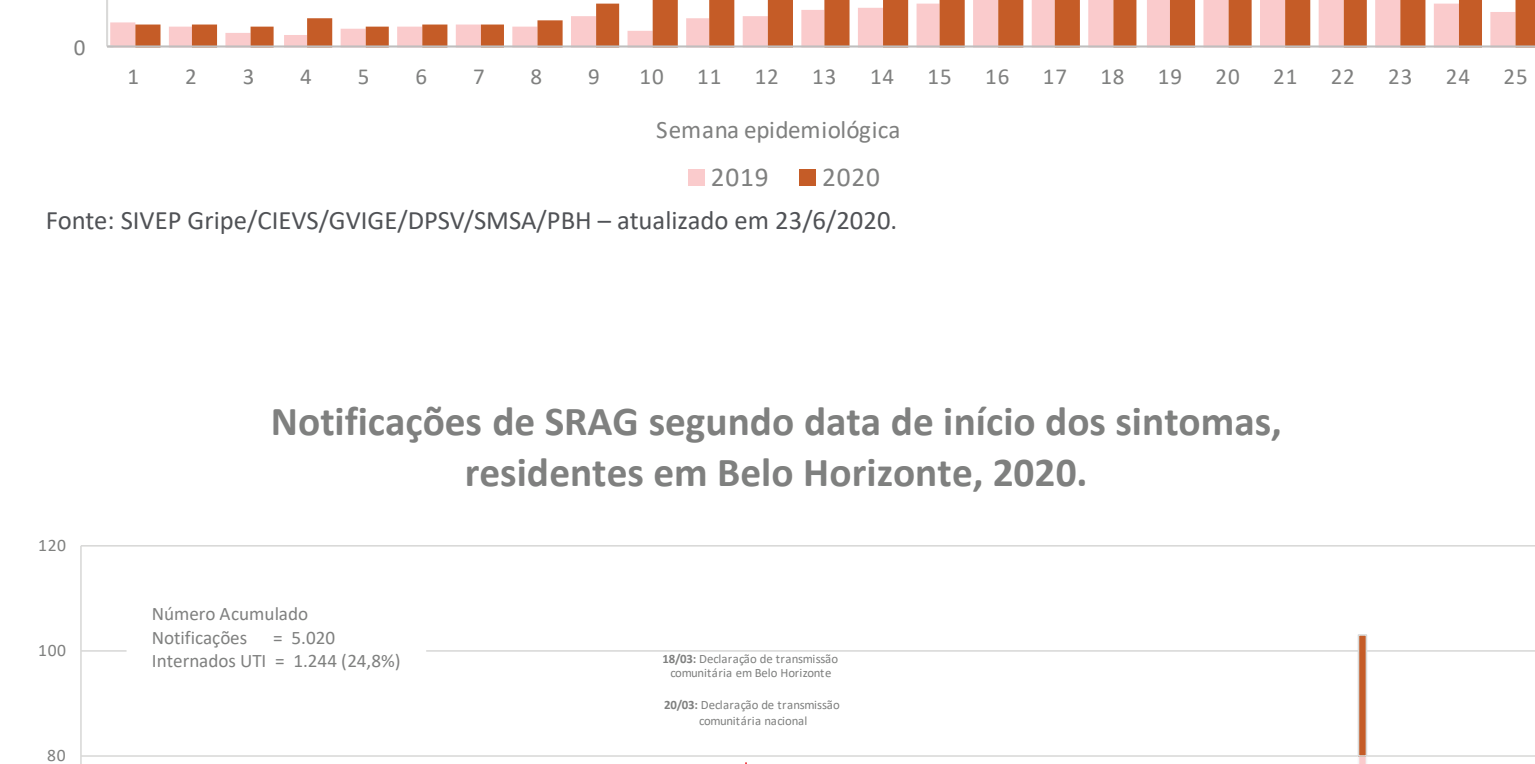 0
1 2 3 4 5 6 7 8 9 10 11 12 13 14 15 16 17 18 19 20 21 22 23 24 25
Semana epidemiológica
2019 2020
Fonte: SIVEP Gripe/CIEVS/GVIGE/DPSV/SMSA/PBH – atualizado em 23/6/2020.
Notificações de SRAG segundo data de início dos sintomas,
residentes em Belo Horizonte, 2020.
120
Número Acumulado
Notificações = 5.020
100
Internados UTI = 1.244 (24,8%)
18/03: Declaração de transmissão
comunitária em Belo Horizonte
20/03: Declaração de transmissão
comunitária nacional
80